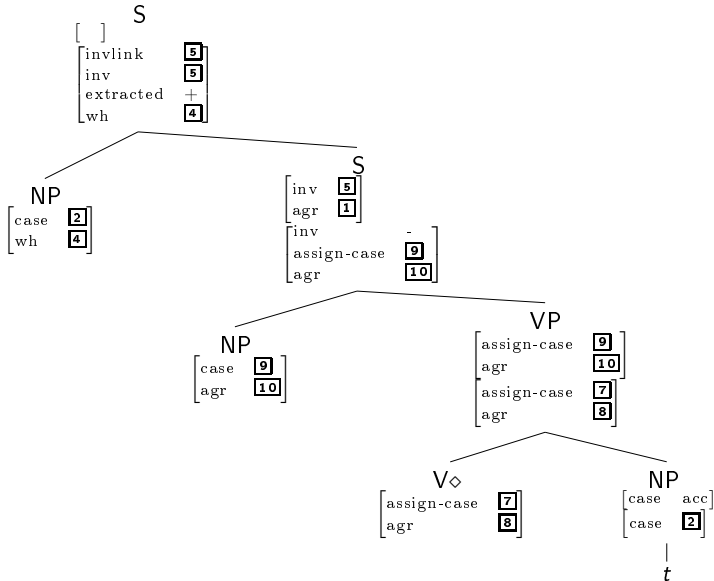 S
[ ]
invlink 5
inv 5
extracted +
wh 4
NP
case 2
wh 4
S
inv 5
agr 1
inv -
assign-case 9
agr 10
NP
case 9
agr 10
VP
assign-case 9
agr 10
assign-case 7
agr 8
V◇
assign-case 7
agr 8
NP
[case acc]
case 2
t